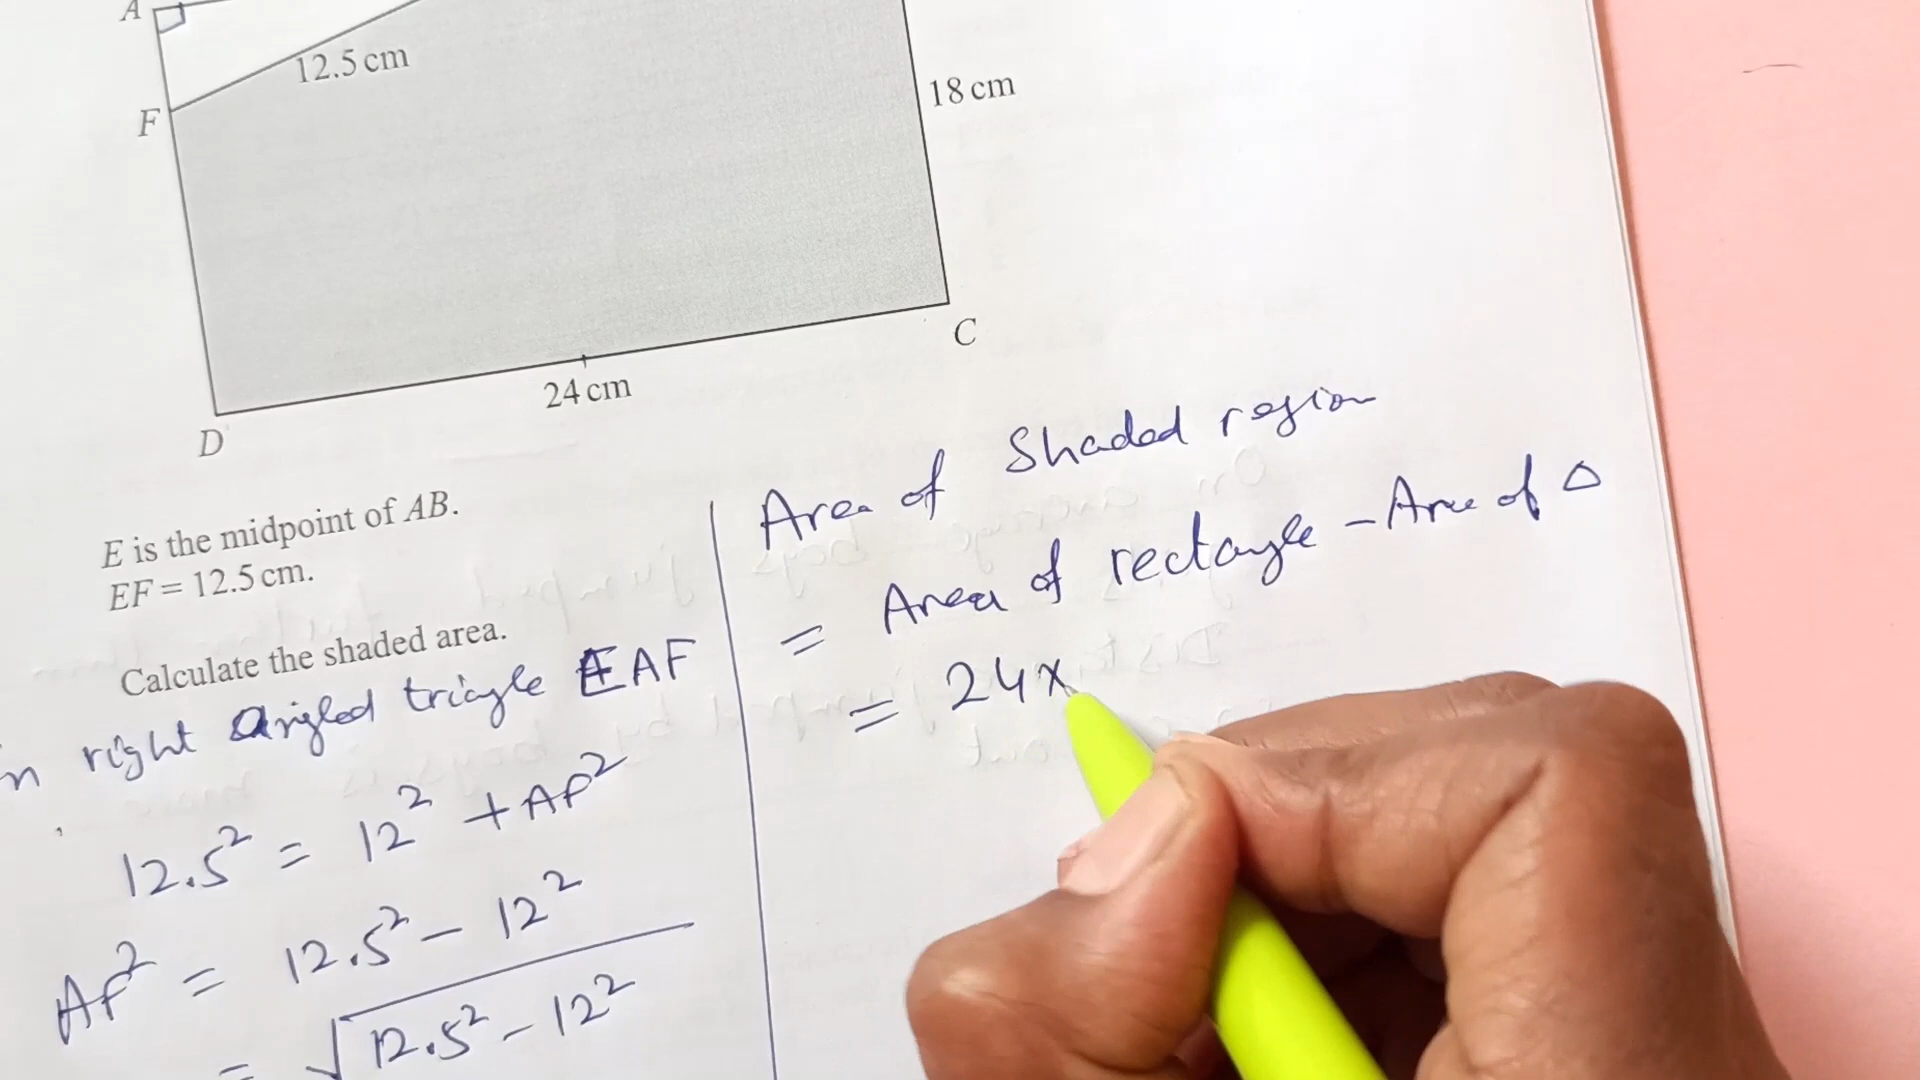 A
12.5 cm
F
18 cm
C
24 cm
D
E is the midpoint of AB.
EF = 12.5 cm.
Calculate the shaded area.
n right angled triangle EAF
12.5² = 12² + AF²
AF² = 12.5² - 12²
= √12.5² - 12²
Area of Shaded region
= Area of rectangle - Area of △
= 24x